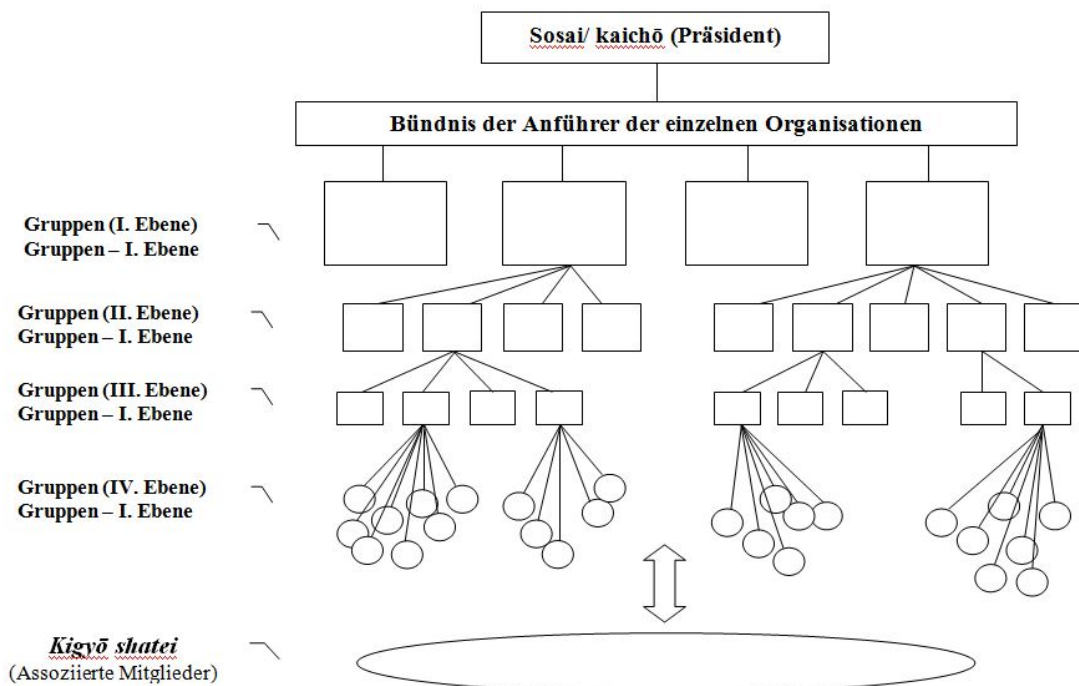 Sosai/ kaichō (Präsident)
Bündnis der Anführer der einzelnen Organisationen
Gruppen (I. Ebene)
Gruppen – I. Ebene
Gruppen (II. Ebene)
Gruppen – I. Ebene
Gruppen (III. Ebene)
Gruppen – I. Ebene
Gruppen (IV. Ebene)
Gruppen – I. Ebene
Kigyō shatei
(Assoziierte Mitglieder)